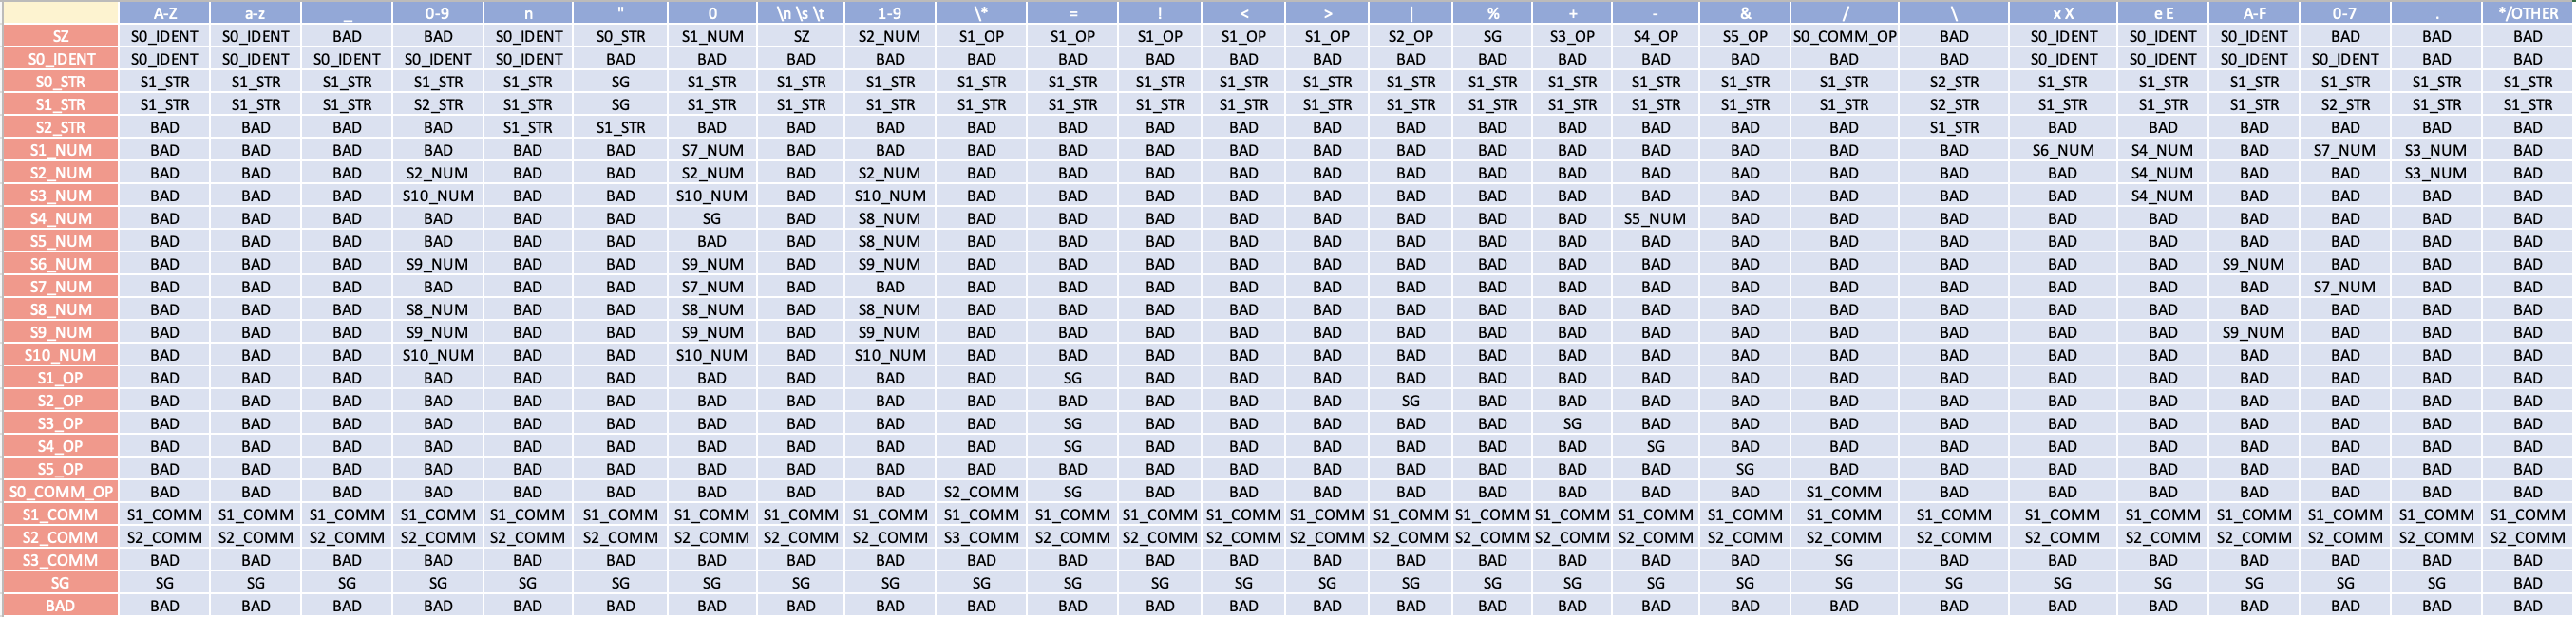 A-Z a-z _ 0-9 n " 0 \n \s \t 1-9 \* = ! < > | % + - & / \ x X e E A-F 0-7 . */OTHER
SZ S0_IDENT S0_IDENT BAD BAD S0_IDENT S0_STR S1_NUM SZ S2_NUM S1_OP S1_OP S1_OP S1_OP S1_OP S2_OP SG S3_OP S4_OP S5_OP S0_COMM_OP BAD S0_IDENT S0_IDENT S0_IDENT BAD BAD BAD
S0_IDENT S0_IDENT S0_IDENT S0_IDENT S0_IDENT S0_IDENT BAD BAD BAD BAD BAD BAD BAD BAD BAD BAD BAD BAD BAD BAD BAD BAD S0_IDENT S0_IDENT S0_IDENT S0_IDENT BAD BAD
S0_STR S1_STR S1_STR S1_STR S1_STR S1_STR SG S1_STR S1_STR S1_STR S1_STR S1_STR S1_STR S1_STR S1_STR S1_STR S1_STR S1_STR S1_STR S1_STR S1_STR S2_STR S1_STR S1_STR S1_STR S1_STR S1_STR S1_STR
S1_STR S1_STR S1_STR S1_STR S2_STR S1_STR SG S1_STR S1_STR S1_STR S1_STR S1_STR S1_STR S1_STR S1_STR S1_STR S1_STR S1_STR S1_STR S1_STR S1_STR S2_STR S1_STR S1_STR S1_STR S2_STR S1_STR S1_STR
S2_STR BAD BAD BAD BAD S1_STR S1_STR BAD BAD BAD BAD BAD BAD BAD BAD BAD BAD BAD BAD BAD BAD S1_STR BAD BAD BAD BAD BAD BAD
S1_NUM BAD BAD BAD BAD BAD BAD S7_NUM BAD BAD BAD BAD BAD BAD BAD BAD BAD BAD BAD BAD BAD BAD S6_NUM S4_NUM BAD S7_NUM S3_NUM BAD
S2_NUM BAD BAD BAD S2_NUM BAD BAD S2_NUM BAD S2_NUM BAD BAD BAD BAD BAD BAD BAD BAD BAD BAD BAD BAD BAD S4_NUM BAD BAD S3_NUM BAD
S3_NUM BAD BAD BAD S10_NUM BAD BAD S10_NUM BAD S10_NUM BAD BAD BAD BAD BAD BAD BAD BAD BAD BAD BAD BAD BAD S4_NUM BAD BAD BAD BAD
S4_NUM BAD BAD BAD BAD BAD BAD SG BAD S8_NUM BAD BAD BAD BAD BAD BAD BAD BAD S5_NUM BAD BAD BAD BAD BAD BAD BAD BAD BAD
S5_NUM BAD BAD BAD BAD BAD BAD BAD BAD S8_NUM BAD BAD BAD BAD BAD BAD BAD BAD BAD BAD BAD BAD BAD BAD BAD BAD BAD BAD
S6_NUM BAD BAD BAD S9_NUM BAD BAD S9_NUM BAD S9_NUM BAD BAD BAD BAD BAD BAD BAD BAD BAD BAD BAD BAD BAD BAD S9_NUM BAD BAD BAD
S7_NUM BAD BAD BAD BAD BAD BAD S7_NUM BAD BAD BAD BAD BAD BAD BAD BAD BAD BAD BAD BAD BAD BAD BAD BAD BAD S7_NUM BAD BAD
S8_NUM BAD BAD BAD S8_NUM BAD BAD S8_NUM BAD S8_NUM BAD BAD BAD BAD BAD BAD BAD BAD BAD BAD BAD BAD BAD BAD BAD BAD BAD BAD
S9_NUM BAD BAD BAD S9_NUM BAD BAD S9_NUM BAD S9_NUM BAD BAD BAD BAD BAD BAD BAD BAD BAD BAD BAD BAD BAD BAD S9_NUM BAD BAD BAD
S10_NUM BAD BAD BAD S10_NUM BAD BAD S10_NUM BAD S10_NUM BAD BAD BAD BAD BAD BAD BAD BAD BAD BAD BAD BAD BAD BAD BAD BAD BAD BAD
S1_OP BAD BAD BAD BAD BAD BAD BAD BAD BAD BAD SG BAD BAD BAD BAD BAD BAD BAD BAD BAD BAD BAD BAD BAD BAD BAD BAD
S2_OP BAD BAD BAD BAD BAD BAD BAD BAD BAD BAD BAD BAD BAD BAD SG BAD BAD BAD BAD BAD BAD BAD BAD BAD BAD BAD BAD
S3_OP BAD BAD BAD BAD BAD BAD BAD BAD BAD BAD SG BAD BAD BAD BAD BAD SG BAD BAD BAD BAD BAD BAD BAD BAD BAD BAD
S4_OP BAD BAD BAD BAD BAD BAD BAD BAD BAD BAD SG BAD BAD BAD BAD BAD BAD SG BAD BAD BAD BAD BAD BAD BAD BAD BAD
S5_OP BAD BAD BAD BAD BAD BAD BAD BAD BAD BAD BAD BAD BAD BAD BAD BAD BAD BAD SG BAD BAD BAD BAD BAD BAD BAD BAD
S0_COMM_OP BAD BAD BAD BAD BAD BAD BAD BAD BAD S2_COMM SG BAD BAD BAD BAD BAD BAD BAD BAD S1_COMM BAD BAD BAD BAD BAD BAD BAD
S1_COMM S1_COMM S1_COMM S1_COMM S1_COMM S1_COMM S1_COMM S1_COMM S1_COMM S1_COMM S1_COMM S1_COMM S1_COMM S1_COMM S1_COMM S1_COMM S1_COMM S1_COMM S1_COMM S1_COMM S1_COMM S1_COMM S1_COMM S1_COMM S1_COMM S1_COMM S1_COMM S1_COMM
S2_COMM S2_COMM S2_COMM S2_COMM S2_COMM S2_COMM S2_COMM S2_COMM S2_COMM S2_COMM S3_COMM S2_COMM S2_COMM S2_COMM S2_COMM S2_COMM S2_COMM S2_COMM S2_COMM S2_COMM S2_COMM S2_COMM S2_COMM S2_COMM S2_COMM S2_COMM S2_COMM S2_COMM
S3_COMM BAD BAD BAD BAD BAD BAD BAD BAD BAD BAD BAD BAD BAD BAD BAD BAD BAD BAD BAD SG BAD BAD BAD BAD BAD BAD BAD
SG SG SG SG SG SG SG SG SG SG SG SG SG SG SG SG SG SG SG SG SG SG SG SG SG SG SG BAD
BAD BAD BAD BAD BAD BAD BAD BAD BAD BAD BAD BAD BAD BAD BAD BAD BAD BAD BAD BAD BAD BAD BAD BAD BAD BAD BAD BAD